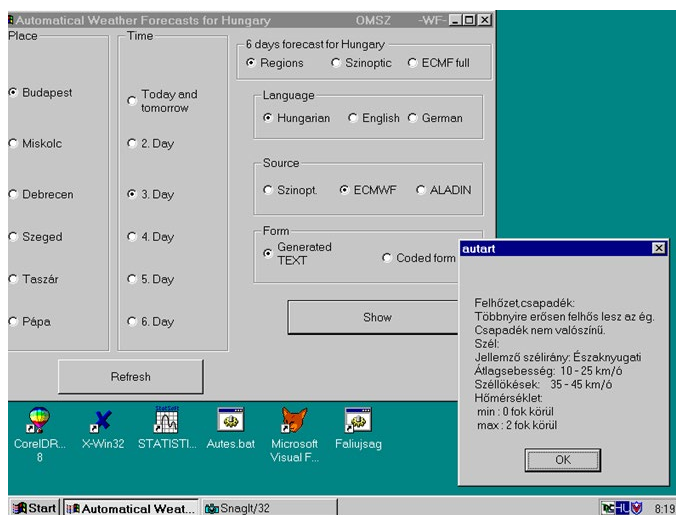 Automatical Weather Forecasts for Hungary OMSZ -WF-
Place
Time
6 days forecast for Hungary
Regions Szinoptic ECMF full
Budapest
Today and
tomorrow
Language
Hungarian English German
Miskolc
2. Day
Source
Szinopt. ECMWF ALADIN
Debrecen
3. Day
Form
Generated
TEXT
Coded form
Szeged
4. Day
Taszár
5. Day
Pápa
6. Day
Show
Refresh
autart
Felhőzet,csapadék:
Többnyire erősen felhős lesz az ég.
Csapadék nem valószínű.
Szél:
Jellemző szélirány: Északnyugati
Átlagsebesség: 10 - 25 km/ó
Széllökések: 35 - 45 km/ó
Hőmérséklet:
min : 0 fok körül
max : 2 fok körül
OK
CorelDR...
8
X-Win32
STATISTI...
Autes.bat
Microsoft
Visual F...
Faliujsag
Start
Automatical Weat...
SnagIt/32
HU
8:19